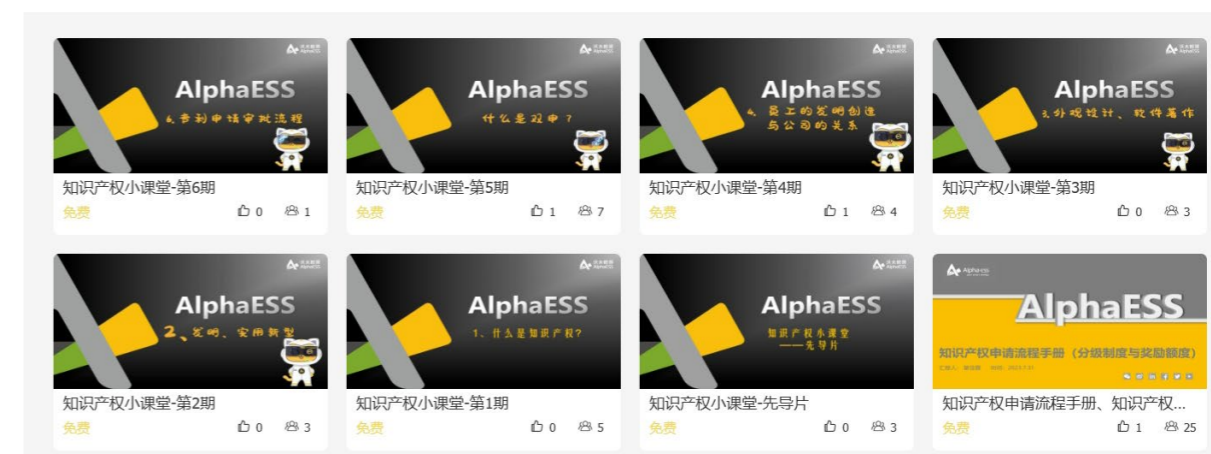 AlphaESS
6、专利申请审批流程
知识产权小课堂-第6期
免费
0 1
AlphaESS
什么是双申?
知识产权小课堂-第5期
免费
1 7
AlphaESS
4、员工的发明创造
与公司的关系
知识产权小课堂-第4期
免费
1 4
AlphaESS
3、外观设计、软件著作
知识产权小课堂-第3期
免费
0 3
AlphaESS
2、发明、实用新型
知识产权小课堂-第2期
免费
0 3
AlphaESS
1、什么是知识产权?
知识产权小课堂-第1期
免费
0 5
AlphaESS
知识产权小课堂
——先导片
知识产权小课堂-先导片
免费
0 3
AlphaESS
AlphaESS
知识产权申请流程手册(分级制度与奖励额度)
知识产权申请流程手册、知识产权...
免费
1 25